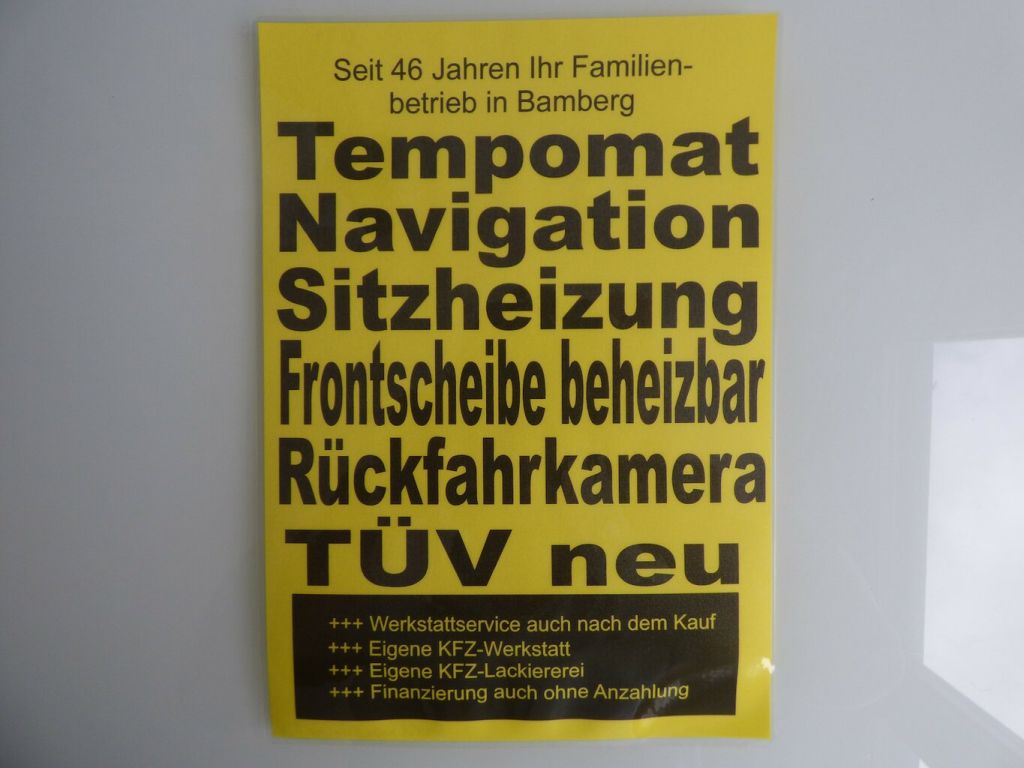 Seit 46 Jahren Ihr Familien-
betrieb in Bamberg
Tempomat
Navigation
Sitzheizung
Frontscheibe beheizbar
Rückfahrkamera
TÜV neu
+++ Werkstattservice auch nach dem Kauf
+++ Eigene KFZ-Werkstatt
+++ Eigene KFZ-Lackiererei
+++ Finanzierung auch ohne Anzahlung